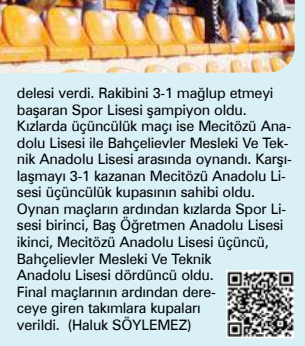 delesi verdi. Rakibini 3-1 mağlup etmeyi
başaran Spor Lisesi şampiyon oldu.
Kızlarda üçüncülük maçı ise Mecitözü Ana-
dolu Lisesi ile Bahçelievler Mesleki Ve Tek-
nik Anadolu Lisesi arasında oynandı. Karşı-
laşmayı 3-1 kazanan Mecitözü Anadolu Li-
sesi üçüncülük kupasının sahibi oldu.
Oynan maçların ardından kızlarda Spor Li-
sesi birinci, Baş Öğretmen Anadolu Lisesi
ikinci, Mecitözü Anadolu Lisesi üçüncü,
Bahçelievler Mesleki Ve Teknik
Anadolu Lisesi dördüncü oldu.
Final maçlarının ardından dere-
ceye giren takımlara kupaları
verildi. (Haluk SÖYLEMEZ)